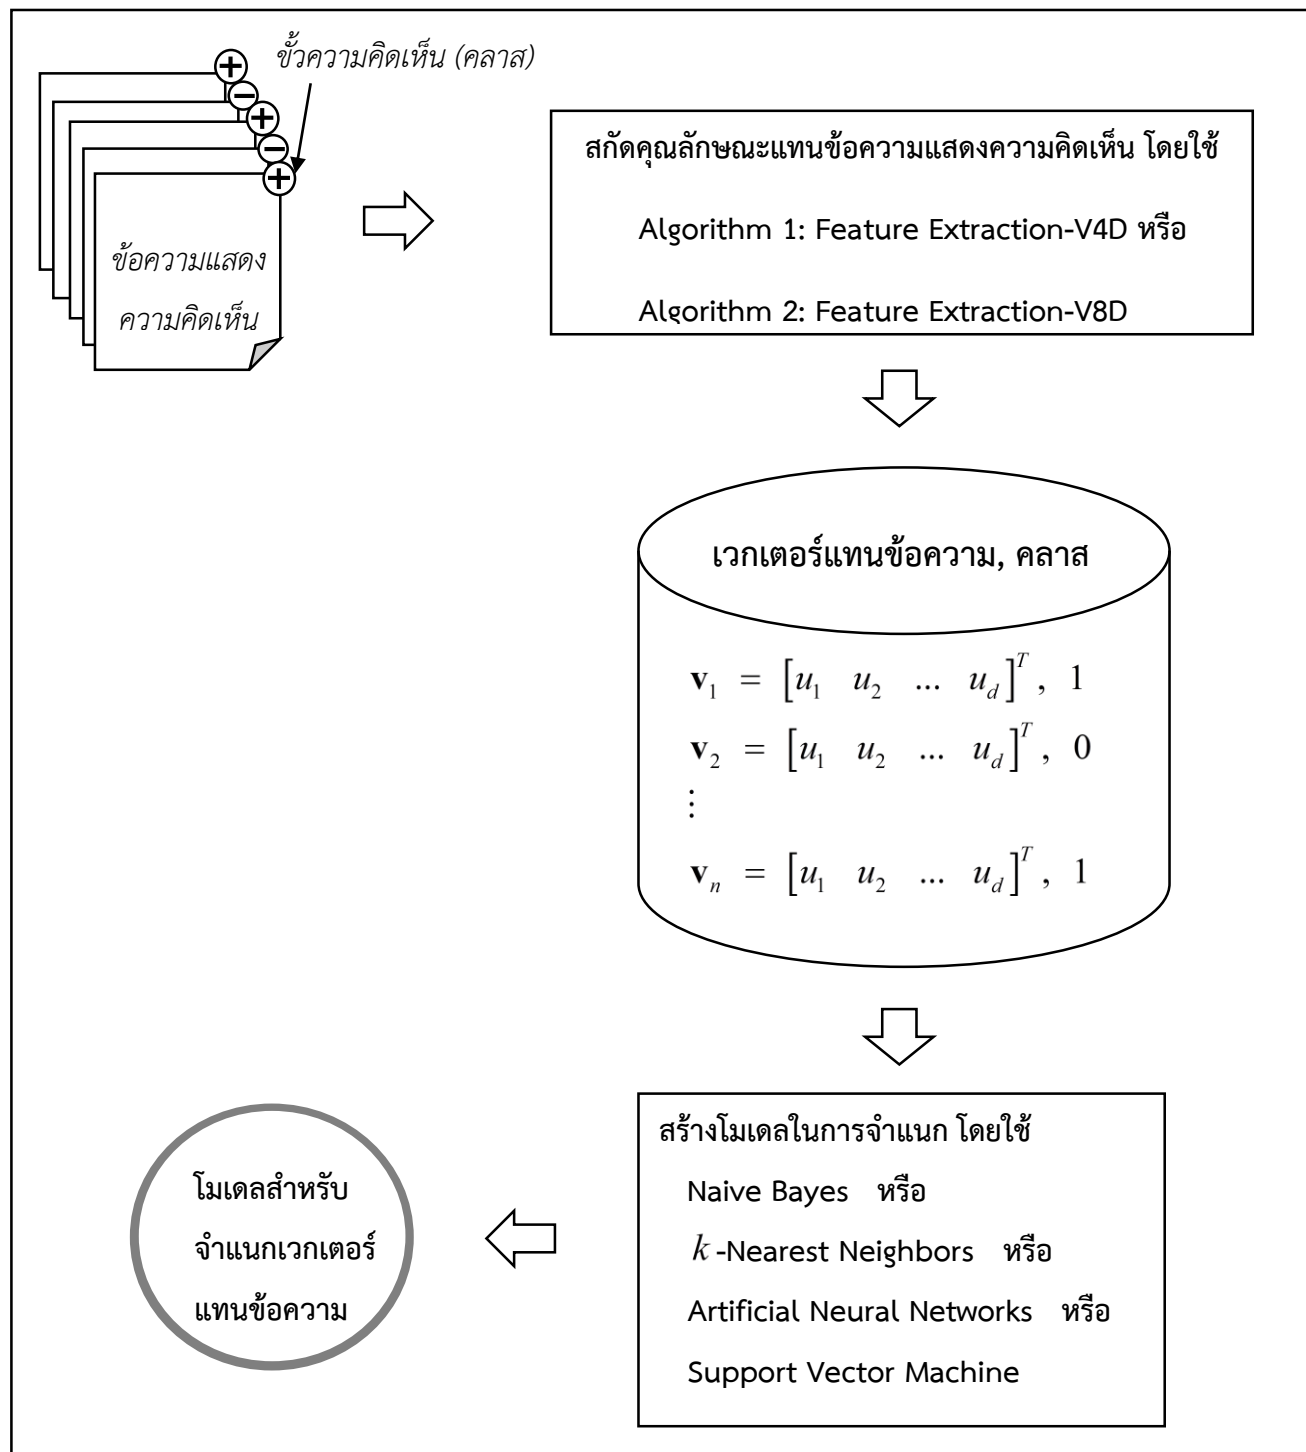 ขั้วความคิดเห็น (คลาส)
+
−
+
−
+
ข้อความแสดง
ความคิดเห็น
สกัดคุณลักษณะแทนข้อความแสดงความคิดเห็น โดยใช้
Algorithm 1: Feature Extraction-V4D หรือ
Algorithm 2: Feature Extraction-V8D
เวกเตอร์แทนข้อความ, คลาส
v₁ = [u₁ u₂ ... u_d]ᵀ, 1
v₂ = [u₁ u₂ ... u_d]ᵀ, 0
⋮
vₙ = [u₁ u₂ ... u_d]ᵀ, 1
สร้างโมเดลในการจำแนก โดยใช้
Naive Bayes หรือ
k-Nearest Neighbors หรือ
Artificial Neural Networks หรือ
Support Vector Machine
โมเดลสำหรับ
จำแนกเวกเตอร์
แทนข้อความ